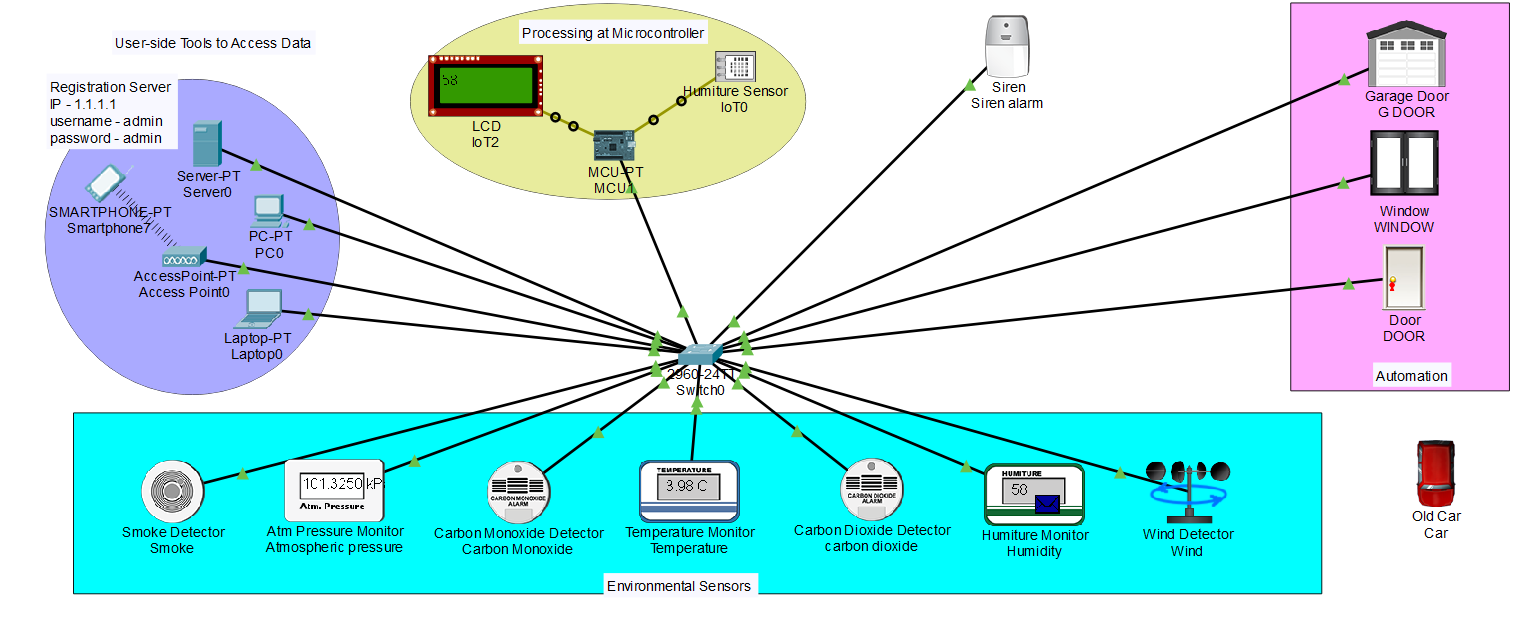 User-side Tools to Access Data
Registration Server
IP - 1.1.1.1
username - admin
password - admin
Server-PT
Server0
SMARTPHONE-PT
Smartphone7
PC-PT
PC0
AccessPoint-PT
Access Point0
Laptop-PT
Laptop0
Processing at Microcontroller
58
LCD
IoT2
Humiture Sensor
IoT0
MCU-PT
MCU1
Siren
Siren alarm
Garage Door
G DOOR
Window
WINDOW
Door
DOOR
Automation
2960-24TT
Switch0
Smoke Detector
Smoke
101.3250 kP
Atm. Pressure
Atm Pressure Monitor
Atmospheric pressure
CARBON MONOXIDE
ALARM
Carbon Monoxide Detector
Carbon Monoxide
TEMPERATURE
3.98 C
Temperature Monitor
Temperature
CARBON DIOXIDE
ALARM
Carbon Dioxide Detector
carbon dioxide
HUMITURE
58
Humiture Monitor
Humidity
Wind Detector
Wind
Environmental Sensors
Old Car
Car